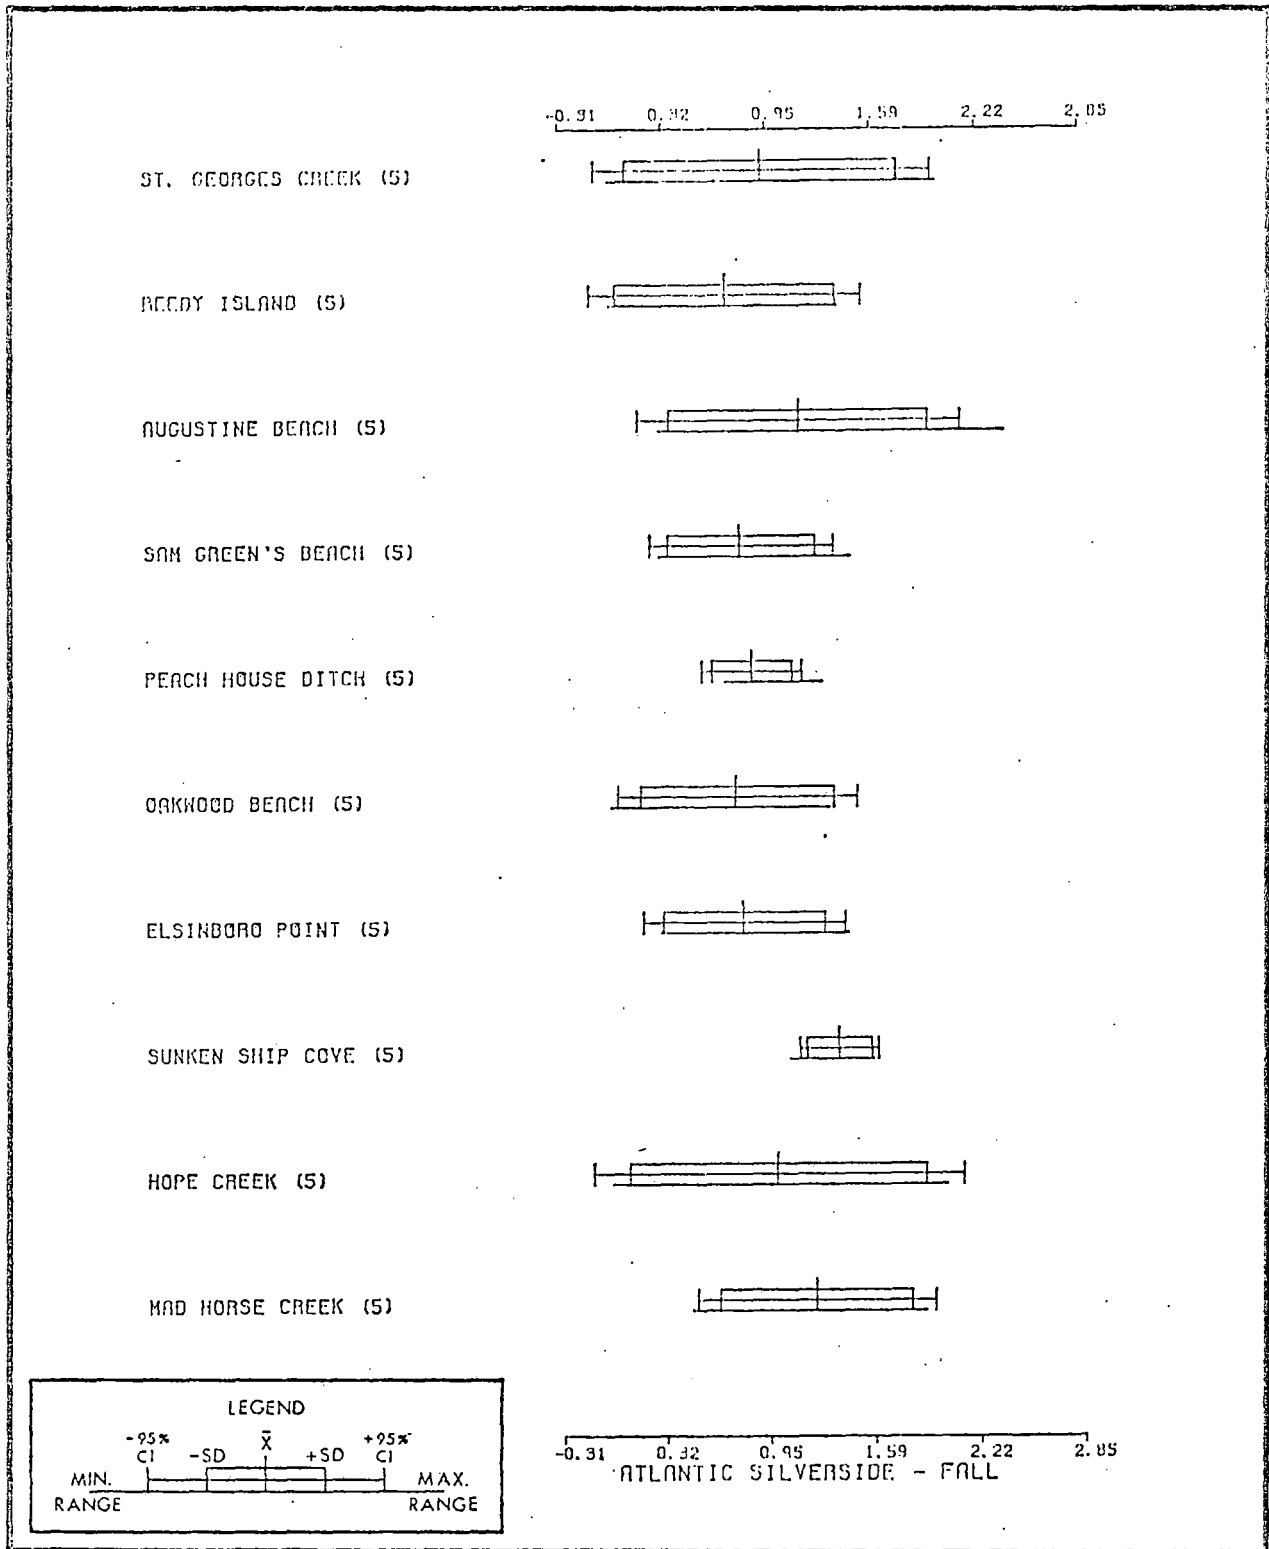 -0.31 0.32 0.95 1.59 2.22 2.85
ST. GEORGES CREEK (5)
REEDY ISLAND (5)
AUGUSTINE BEACH (5)
SAM GREEN'S BEACH (5)
PEACH HOUSE DITCH (5)
OAKWOOD BEACH (5)
ELSINBORO POINT (5)
SUNKEN SHIP COVE (5)
HOPE CREEK (5)
MAD HORSE CREEK (5)
LEGEND
-95% CI -SD X̄ +SD +95% CI
MIN. RANGE MAX. RANGE
-0.31 0.32 0.95 1.59 2.22 2.85
ATLANTIC SILVERSIDE - FALL